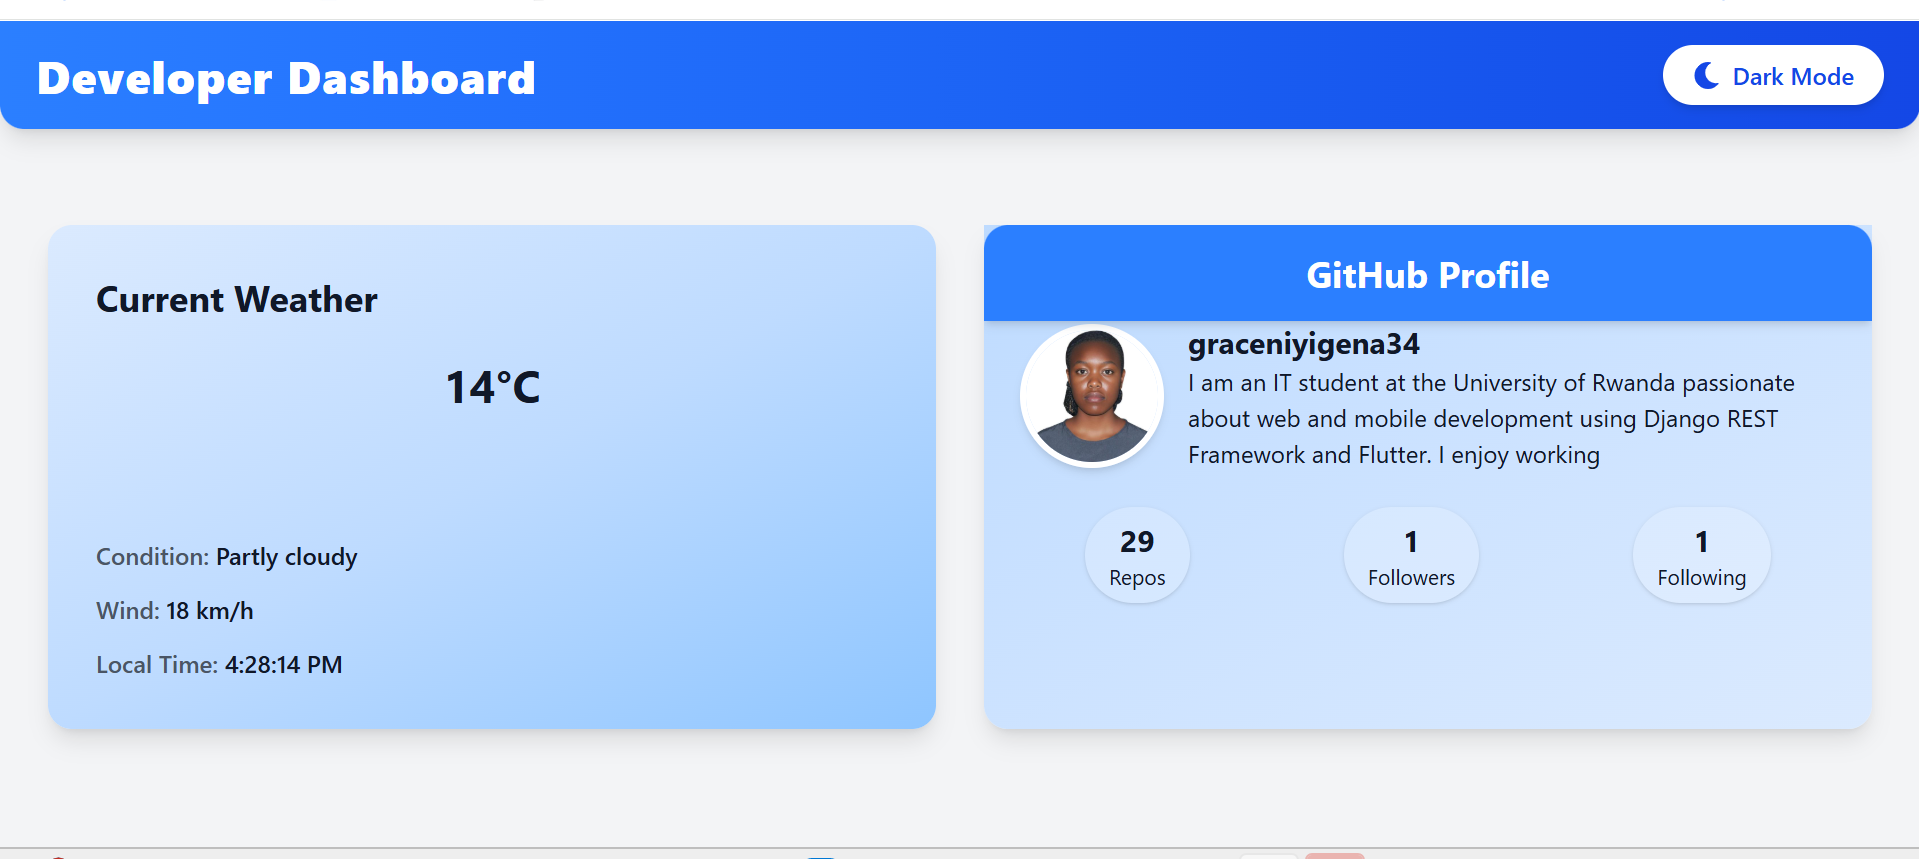 Developer Dashboard
Dark Mode
Current Weather
14°C
Condition: Partly cloudy
Wind: 18 km/h
Local Time: 4:28:14 PM
GitHub Profile
graceniyigena34
I am an IT student at the University of Rwanda passionate
about web and mobile development using Django REST
Framework and Flutter. I enjoy working
29
Repos
1
Followers
1
Following